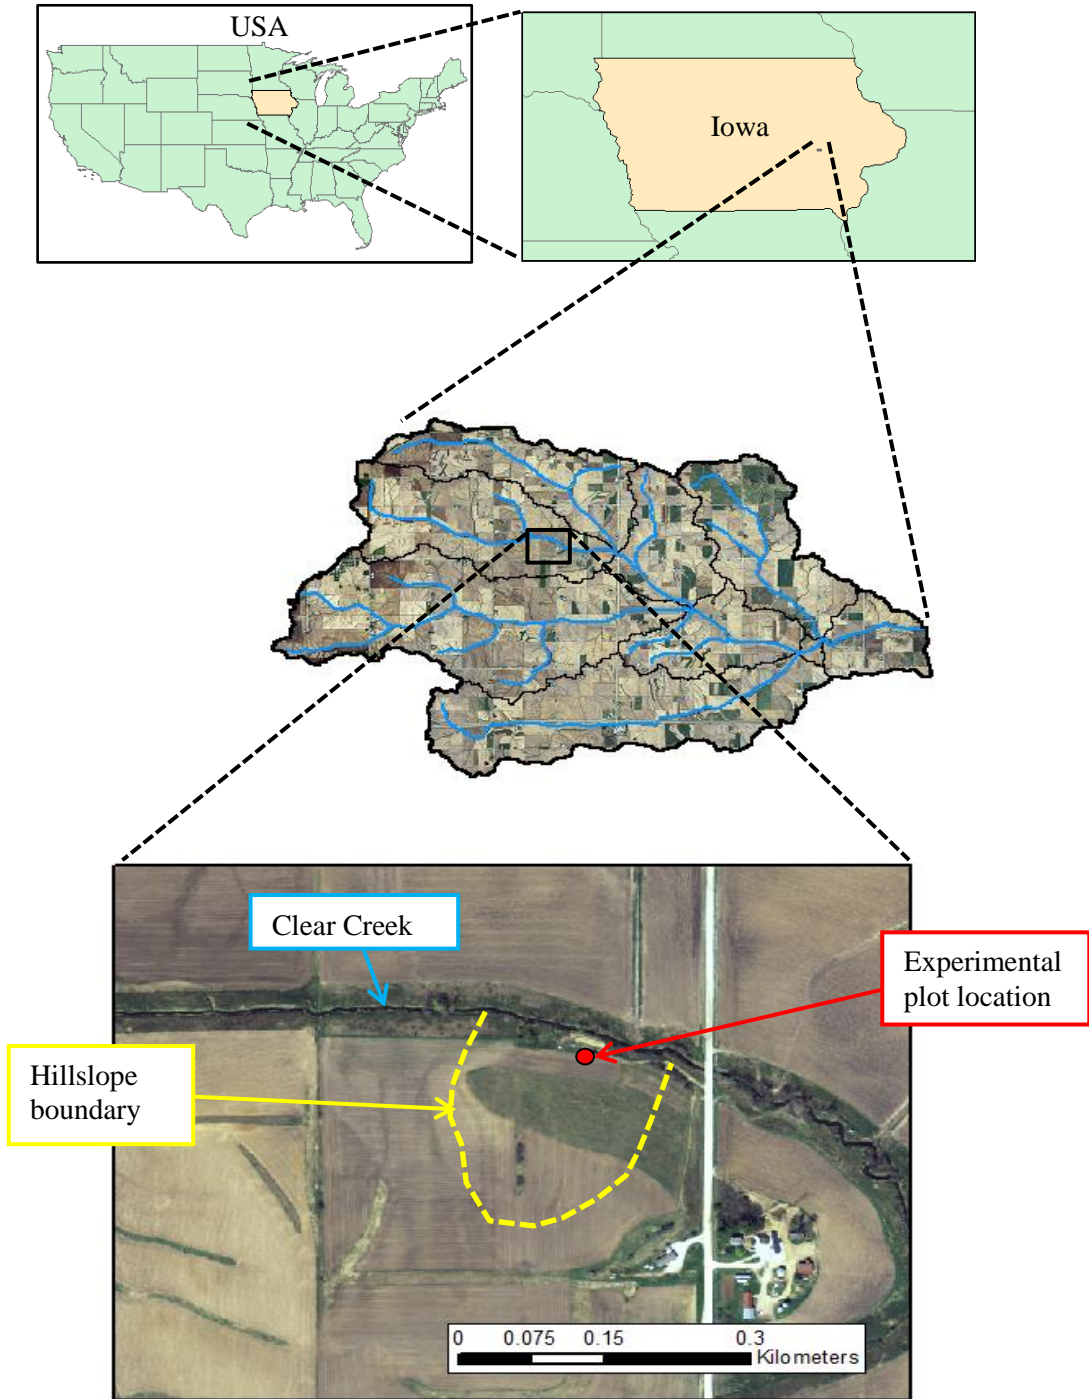 USA
Iowa
Clear Creek
Experimental
plot location
Hillslope
boundary
0 0.075 0.15 0.3
Kilometers